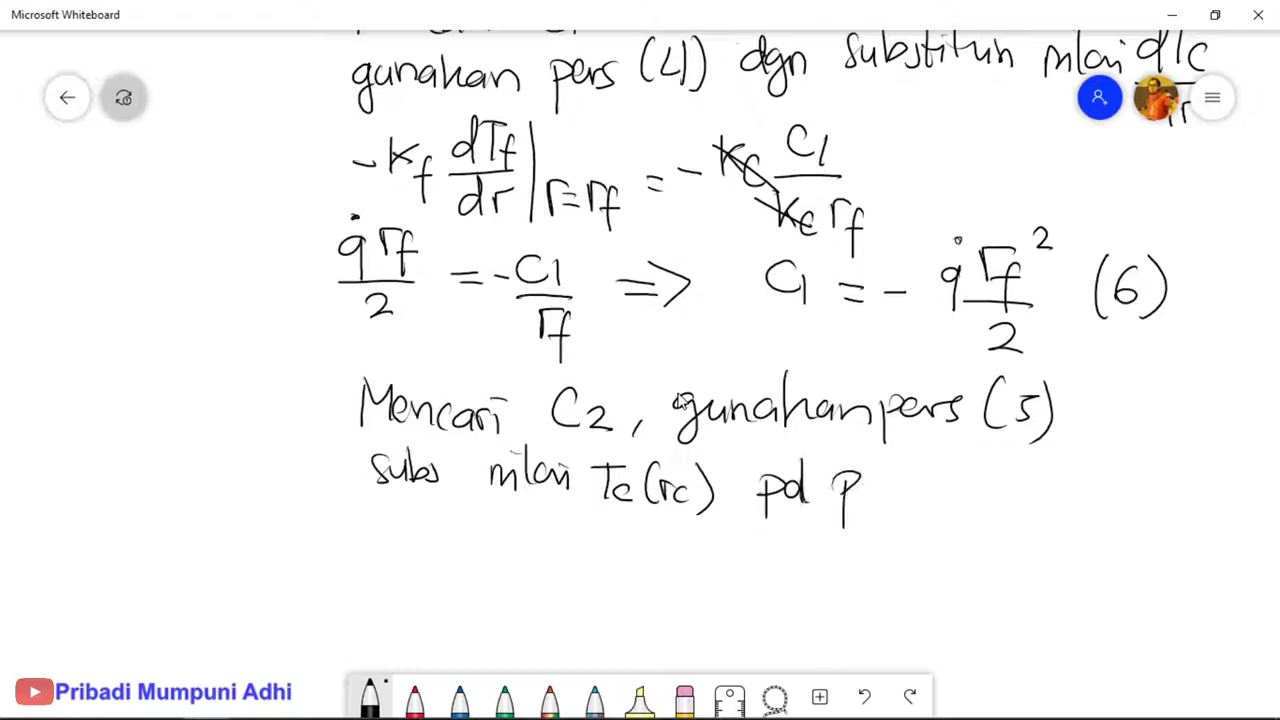 Microsoft Whiteboard
gunakan pers (4) dgn substitusi nilai dTc
-kf dTf/dr |r=rf = -kc C1/(kc rf)
q̇ rf/2 = -C1/rf => C1 = - q̇ rf²/2 (6)
Mencari C2, gunakan pers (5)
subs nilai Tc(rc) pd p
Pribadi Mumpuni Adhi